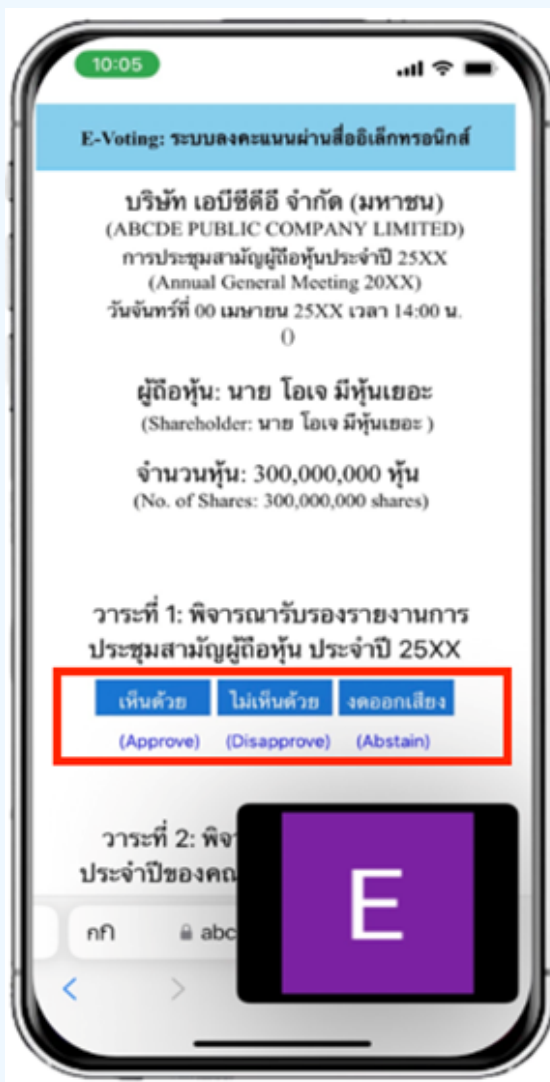 10:05
E-Voting: ระบบลงคะแนนผ่านสื่ออิเล็กทรอนิกส์
บริษัท เอบีซีดีอี จำกัด (มหาชน)
(ABCDE PUBLIC COMPANY LIMITED)
การประชุมสามัญผู้ถือหุ้นประจำปี 25XX
(Annual General Meeting 20XX)
วันจันทร์ที่ 00 เมษายน 25XX เวลา 14:00 น.
()
ผู้ถือหุ้น: นาย โอเจ มีหุ้นเยอะ
(Shareholder: นาย โอเจ มีหุ้นเยอะ )
จำนวนหุ้น: 300,000,000 หุ้น
(No. of Shares: 300,000,000 shares)
วาระที่ 1: พิจารณารับรองรายงานการ
ประชุมสามัญผู้ถือหุ้น ประจำปี 25XX
เห็นด้วย ไม่เห็นด้วย งดออกเสียง
(Approve) (Disapprove) (Abstain)
วาระที่ 2: พิจา
ประจำปีของคณ
E
กกิ abc